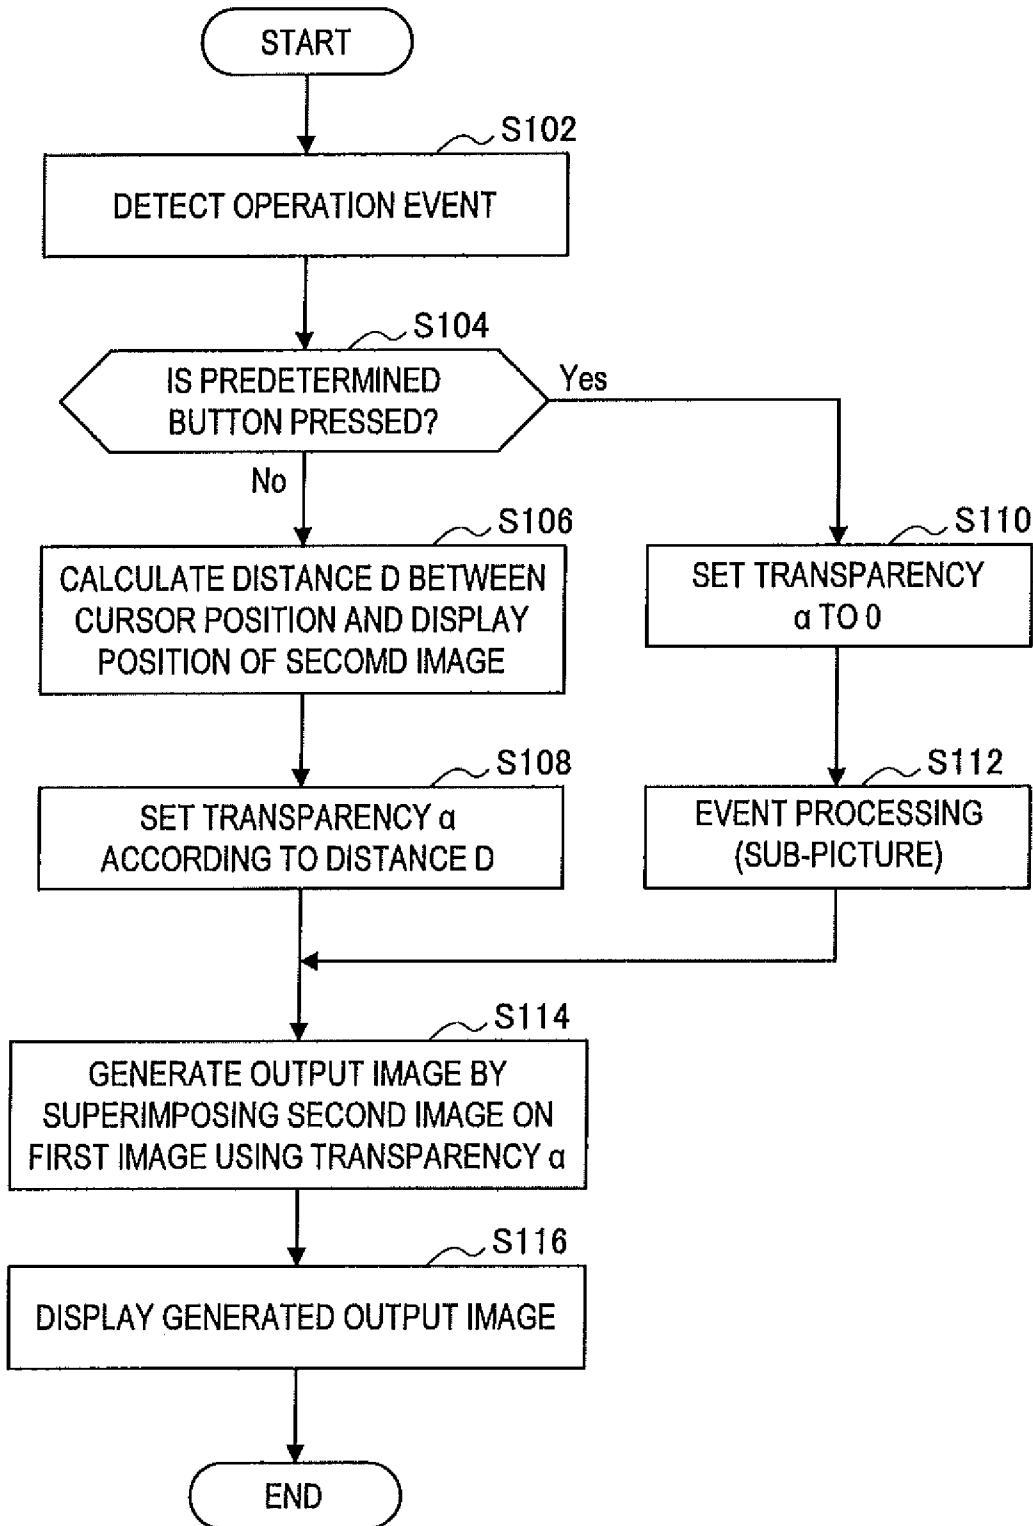 START
S102
DETECT OPERATION EVENT
S104
IS PREDETERMINED
BUTTON PRESSED?
Yes
No
S106
CALCULATE DISTANCE D BETWEEN
CURSOR POSITION AND DISPLAY
POSITION OF SECOMD IMAGE
S110
SET TRANSPARENCY
α TO 0
S108
SET TRANSPARENCY α
ACCORDING TO DISTANCE D
S112
EVENT PROCESSING
(SUB-PICTURE)
S114
GENERATE OUTPUT IMAGE BY
SUPERIMPOSING SECOND IMAGE ON
FIRST IMAGE USING TRANSPARENCY α
S116
DISPLAY GENERATED OUTPUT IMAGE
END